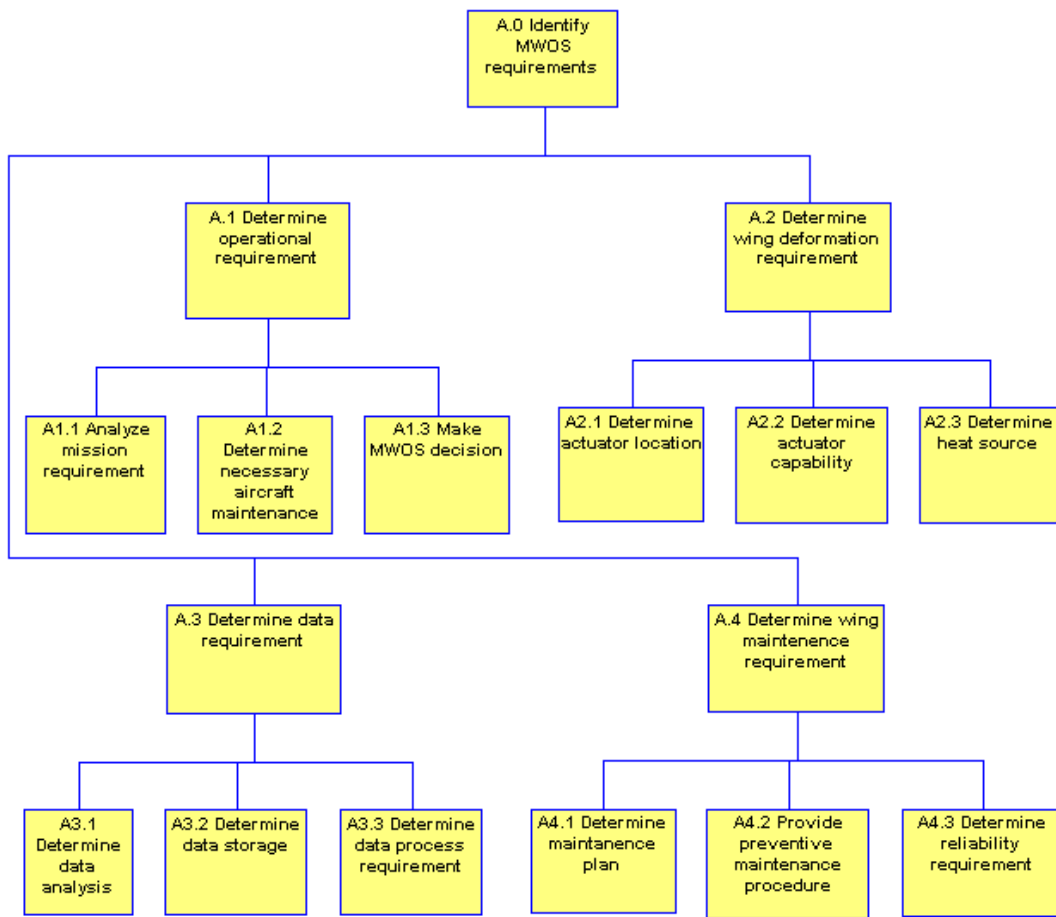 A.0 Identify
MWOS
requirements
A.1 Determine
operational
requirement
A.2 Determine
wing deformation
requirement
A1.1 Analyze
mission
requirement
A1.2
Determine
necessary
aircraft
maintenance
A1.3 Make
MWOS decision
A2.1 Determine
actuator location
A2.2 Determine
actuator
capability
A2.3 Determine
heat source
A.3 Determine data
requirement
A.4 Determine wing
maintenence
requirement
A3.1
Determine
data
analysis
A3.2 Determine
data storage
A3.3 Determine
data process
requirement
A4.1 Determine
maintanence
plan
A4.2 Provide
preventive
maintenance
procedure
A4.3 Determine
reliability
requirement